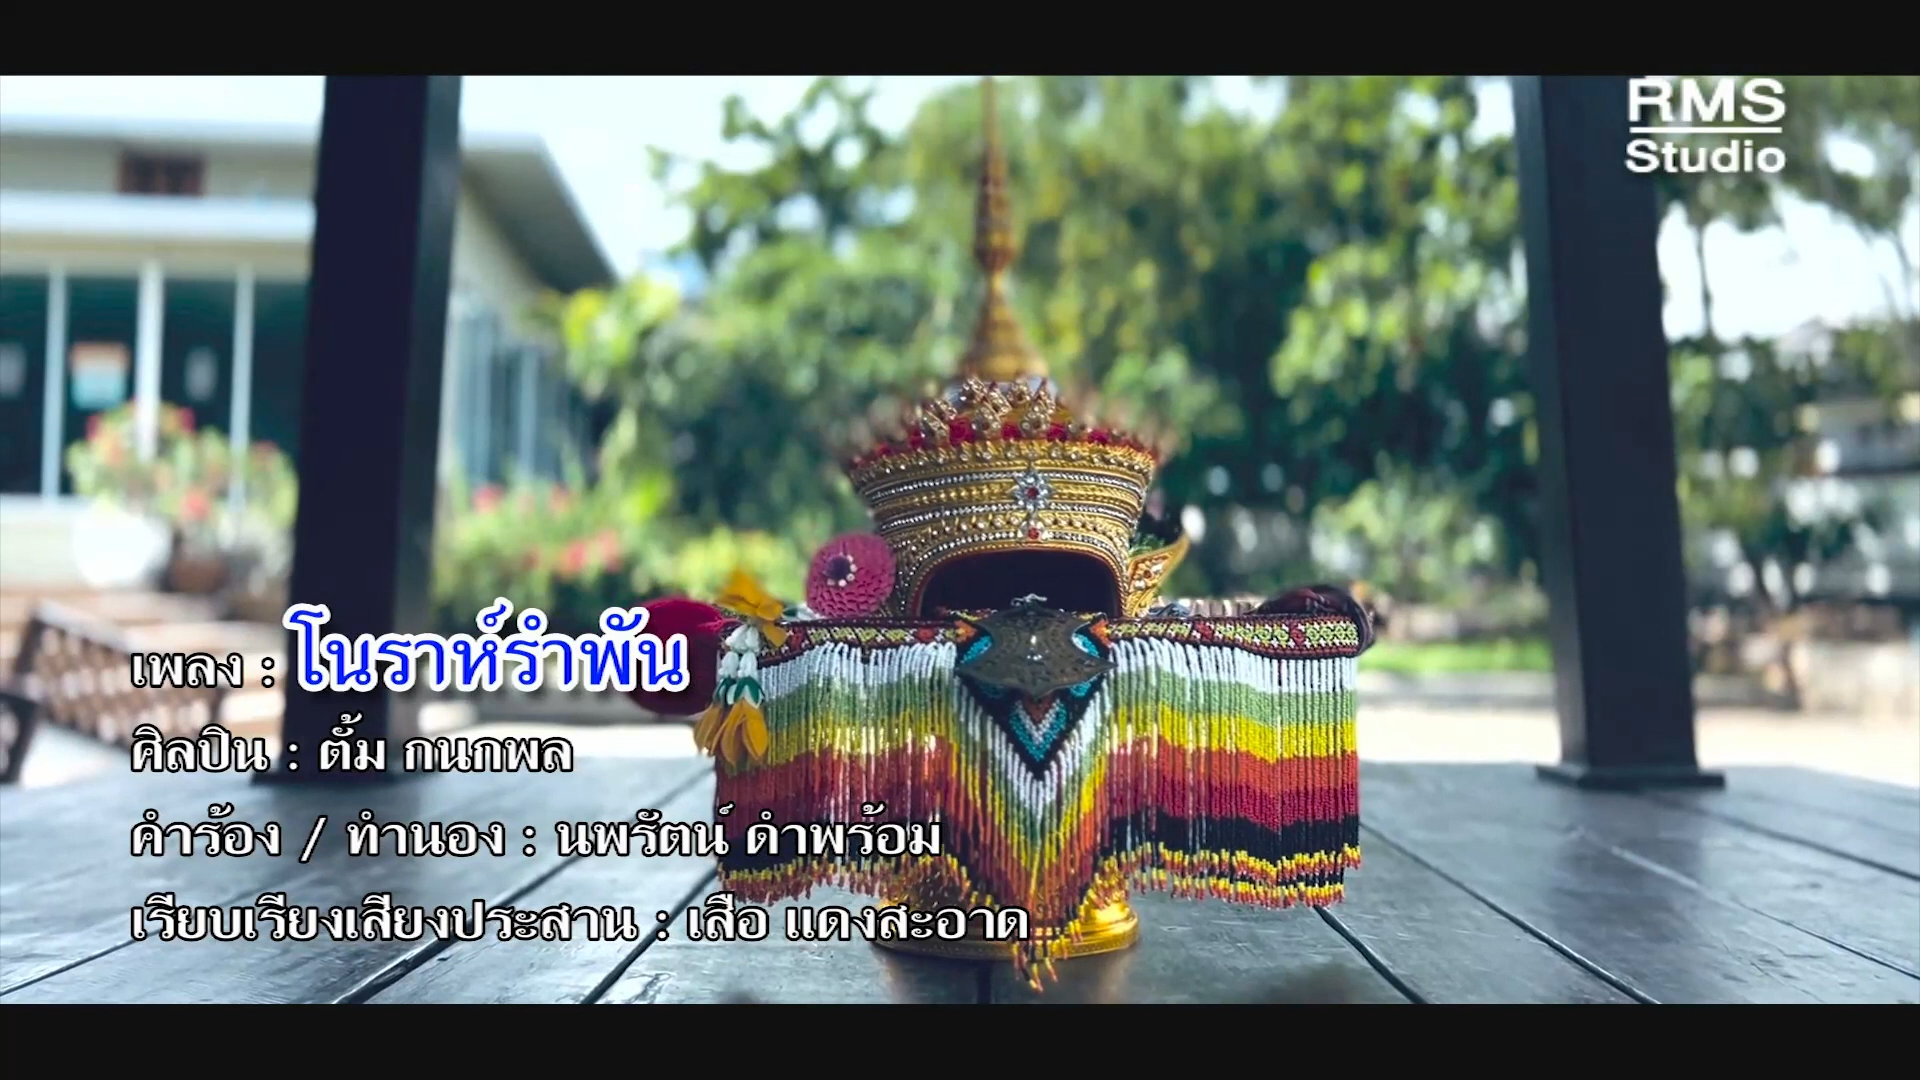 RMS
Studio
เพลง : โนราห์รำพัน
ศิลปิน : ตั้ม กนกพล
คำร้อง / ทำนอง : นพรัตน์ ดำพร้อม
เรียบเรียงเสียงประสาน : เสือ แดงสะอาด